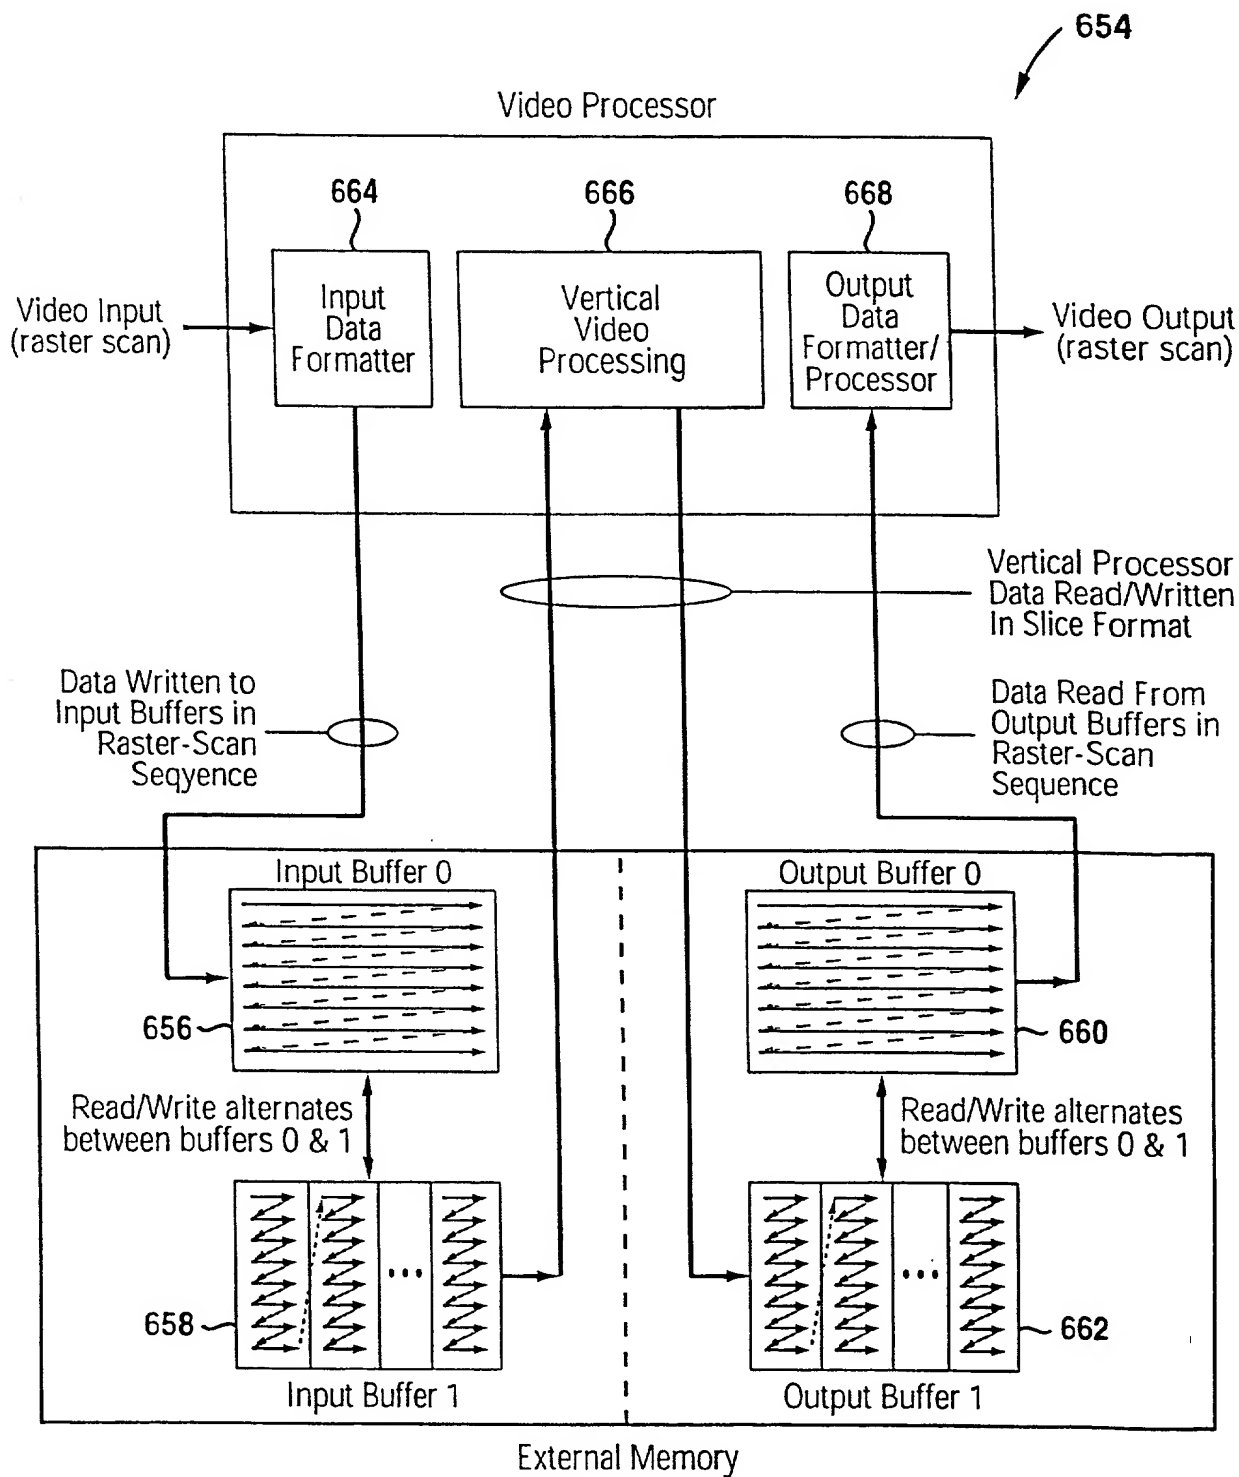 654
Video Processor
664
666
668
Video Input
(raster scan)
Input
Data
Formatter
Vertical
Video
Processing
Output
Data
Formatter/
Processor
Video Output
(raster scan)
Vertical Processor
Data Read/Written
In Slice Format
Data Written to
Input Buffers in
Raster-Scan
Seqyence
Data Read From
Output Buffers in
Raster-Scan
Sequence
Input Buffer 0
Output Buffer 0
656
660
Read/Write alternates
between buffers 0 & 1
Read/Write alternates
between buffers 0 & 1
658
662
Input Buffer 1
Output Buffer 1
External Memory